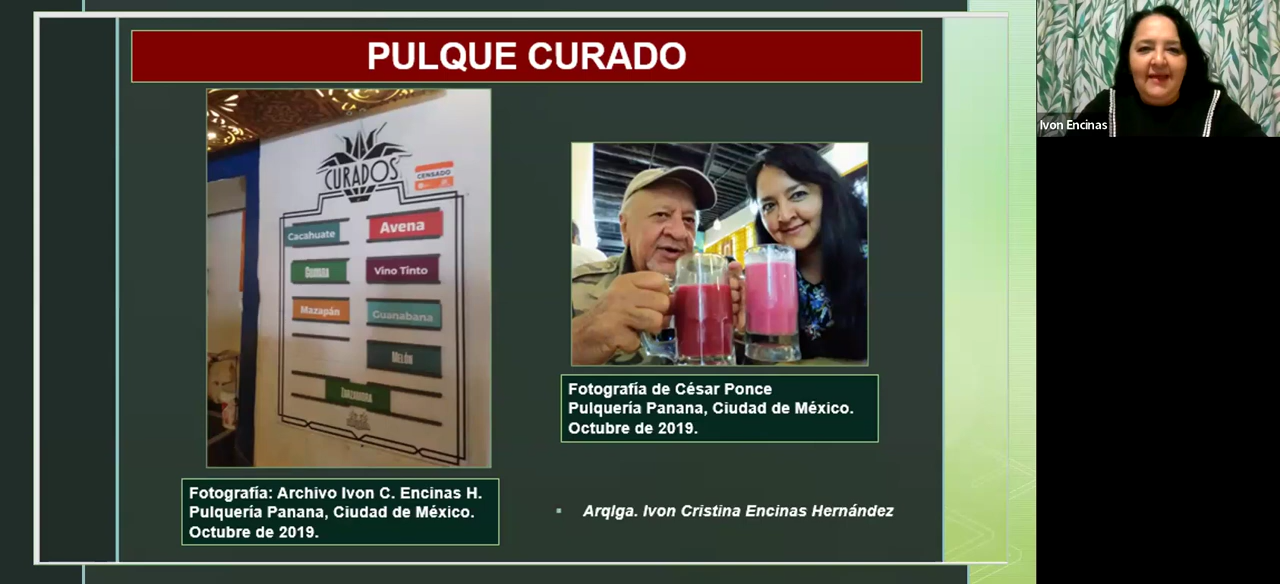 PULQUE CURADO
CURADOS
CENSADO
Cacahuate
Avena
Vino Tinto
Mazapán
Guanabana
Melón
Zarzamora
Fotografía: Archivo Ivon C. Encinas H.
Pulquería Panana, Ciudad de México.
Octubre de 2019.
Fotografía de César Ponce
Pulquería Panana, Ciudad de México.
Octubre de 2019.
Arqlga. Ivon Cristina Encinas Hernández
Ivon Encinas